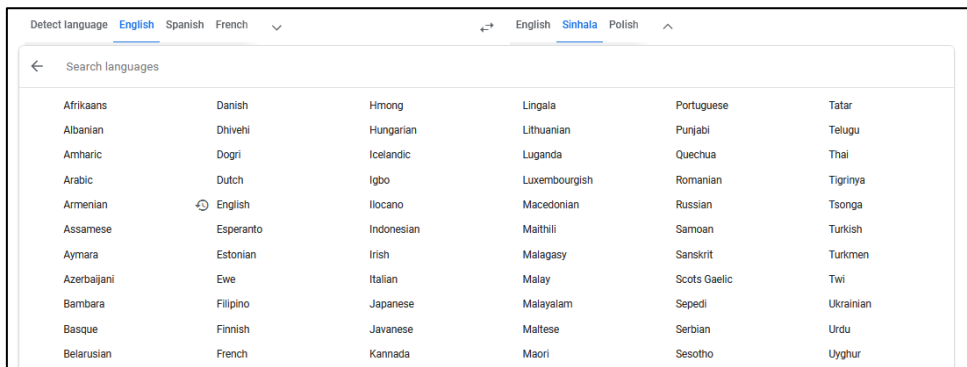 Detect language English Spanish French English Sinhala Polish
Search languages
Afrikaans Danish Hmong Lingala Portuguese Tatar
Albanian Dhivehi Hungarian Lithuanian Punjabi Telugu
Amharic Dogri Icelandic Luganda Quechua Thai
Arabic Dutch Igbo Luxembourgish Romanian Tigrinya
Armenian English Ilocano Macedonian Russian Tsonga
Assamese Esperanto Indonesian Maithili Samoan Turkish
Aymara Estonian Irish Malagasy Sanskrit Turkmen
Azerbaijani Ewe Italian Malay Scots Gaelic Twi
Bambara Filipino Japanese Malayalam Sepedi Ukrainian
Basque Finnish Javanese Maltese Serbian Urdu
Belarusian French Kannada Maori Sesotho Uyghur